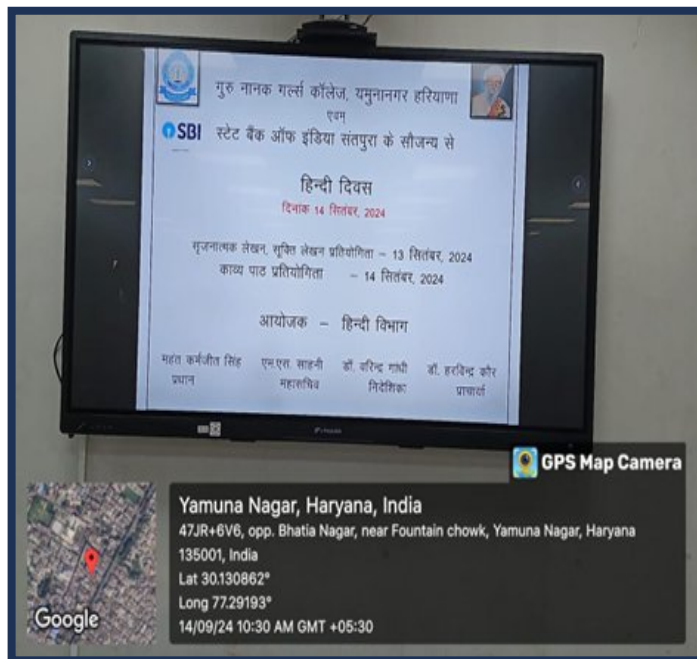 गुरु नानक गर्ल्स कॉलेज, यमुनानगर हरियाणा
एवम्
SBI स्टेट बैंक ऑफ इंडिया संतपुरा के सौजन्य से
हिन्दी दिवस
दिनांक 14 सितंबर, 2024
सृजनात्मक लेखन, सूक्ति लेखन प्रतियोगिता – 13 सितंबर, 2024
काव्य पाठ प्रतियोगिता – 14 सितंबर, 2024
आयोजक – हिन्दी विभाग
महंत कर्मजीत सिंह एम.एस. साहनी डॉ. वरिन्द्र गांधी डॉ. हरविन्द्र कौर
प्रधान महासचिव निदेशिका प्राचार्या
GPS Map Camera
Yamuna Nagar, Haryana, India
47JR+6V6, opp. Bhatia Nagar, near Fountain chowk, Yamuna Nagar, Haryana
135001, India
Lat 30.130862°
Long 77.29193°
14/09/24 10:30 AM GMT +05:30
Google